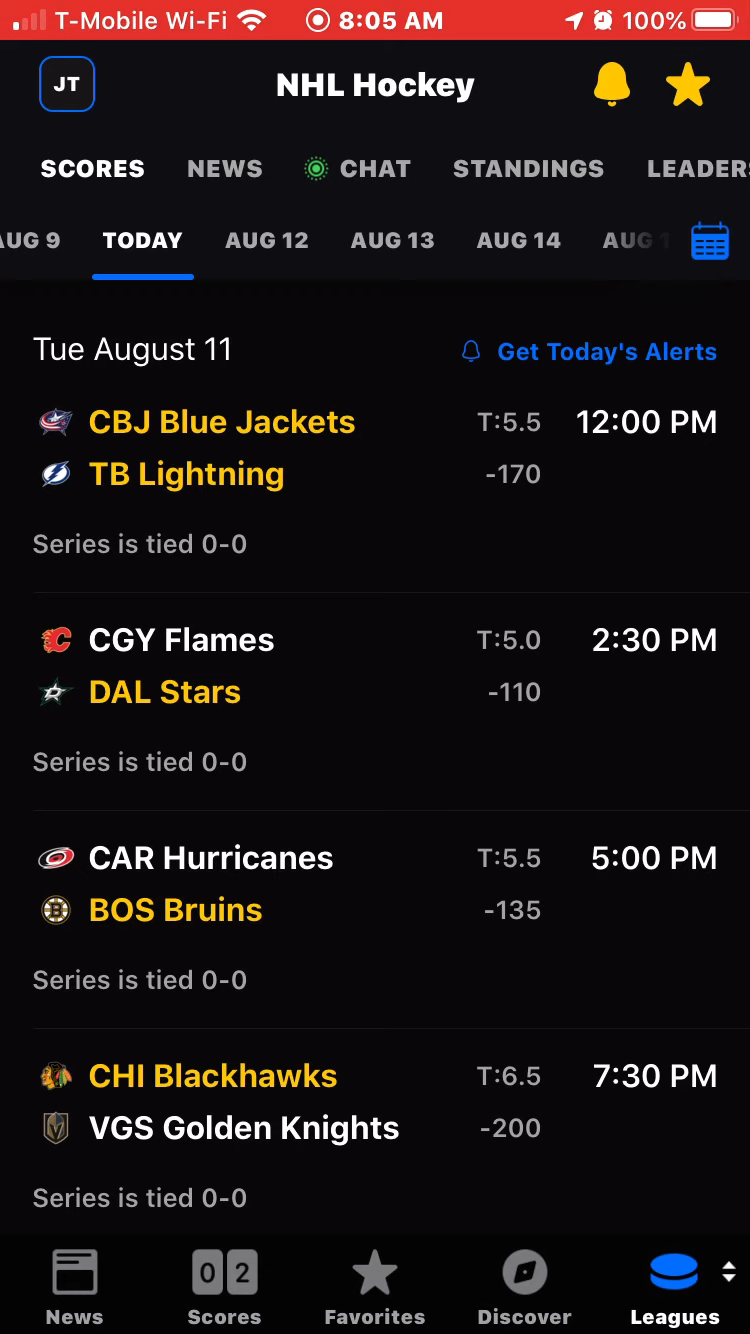 T-Mobile Wi-Fi 8:05 AM 100%
JT NHL Hockey
SCORES NEWS CHAT STANDINGS LEADERS
AUG 9 TODAY AUG 12 AUG 13 AUG 14 AUG 1
Tue August 11 Get Today's Alerts
CBJ Blue Jackets T:5.5 12:00 PM
TB Lightning -170
Series is tied 0-0
CGY Flames T:5.0 2:30 PM
DAL Stars -110
Series is tied 0-0
CAR Hurricanes T:5.5 5:00 PM
BOS Bruins -135
Series is tied 0-0
CHI Blackhawks T:6.5 7:30 PM
VGS Golden Knights -200
Series is tied 0-0
0 2
News Scores Favorites Discover Leagues